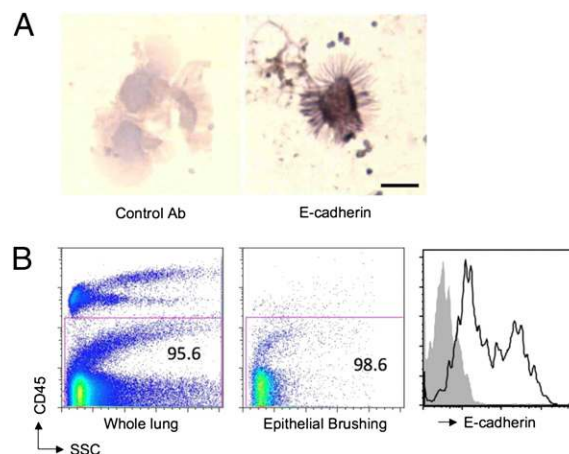 A
Control Ab
E-cadherin
B
CD45
95.6
98.6
SSC
Whole lung
Epithelial Brushing
→ E-cadherin